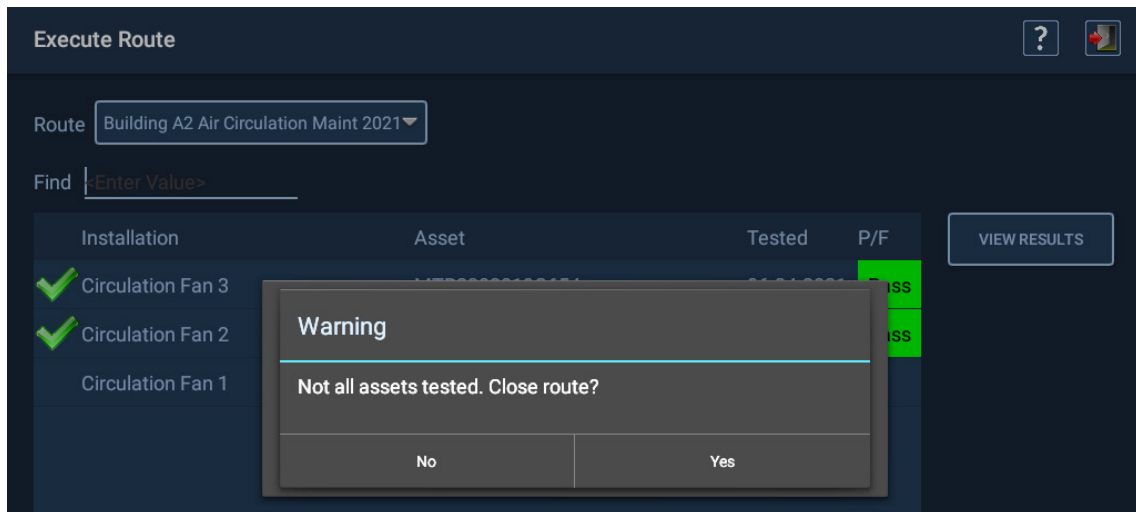 Execute Route
?
Route Building A2 Air Circulation Maint 2021
Find <Enter Value>
Installation Asset Tested P/F
VIEW RESULTS
Circulation Fan 3
Circulation Fan 2
Circulation Fan 1
Warning
Not all assets tested. Close route?
No Yes